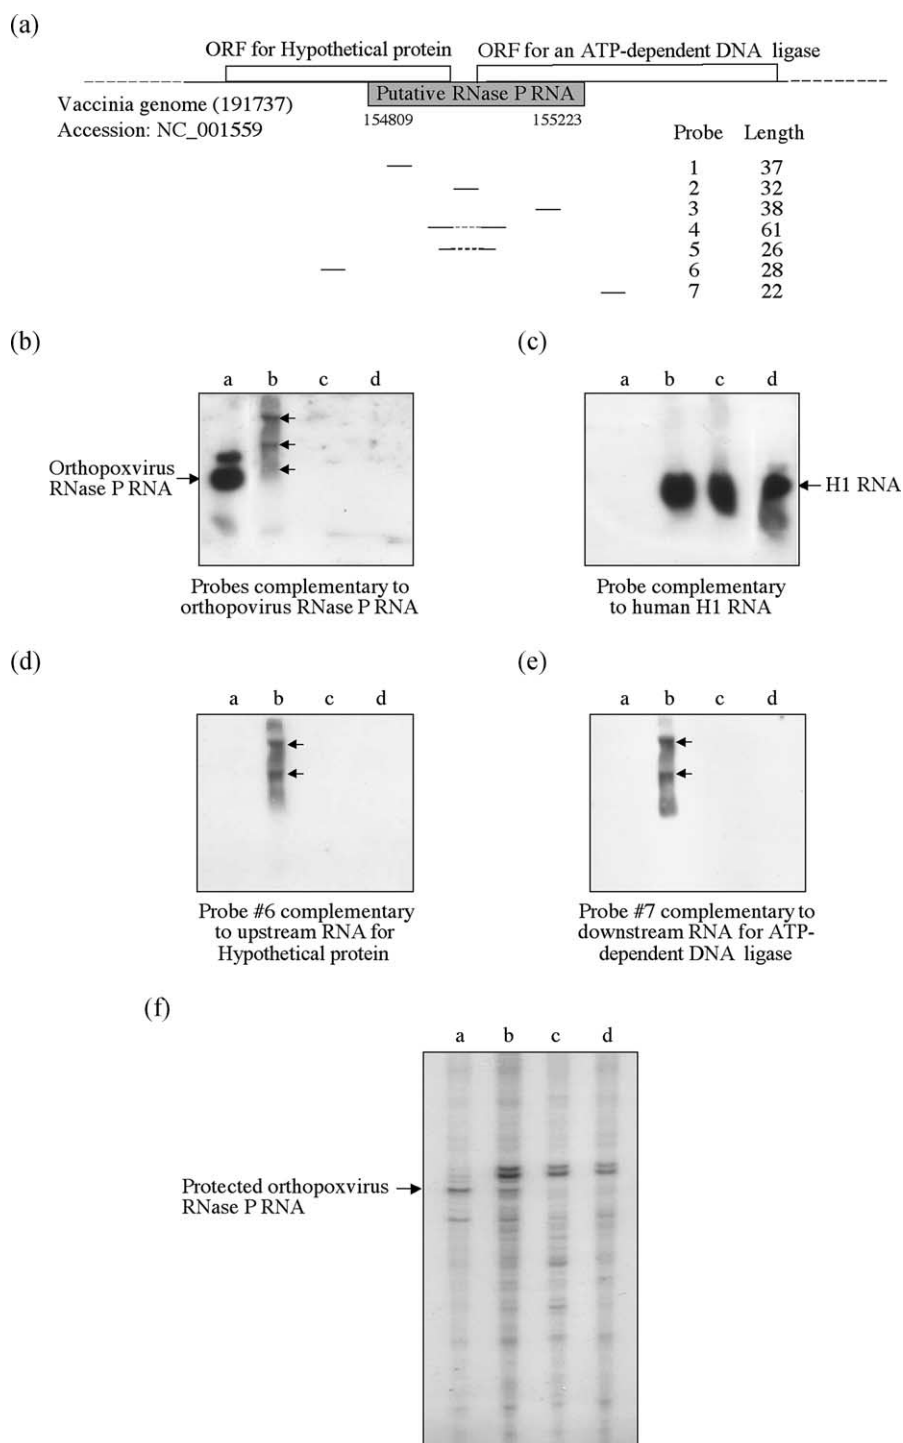 (a)
ORF for Hypothetical protein
ORF for an ATP-dependent DNA ligase
Putative RNase P RNA
Vaccinia genome (191737)
Accession: NC_001559
154809
155223
Probe Length
1 37
2 32
3 38
4 61
5 26
6 28
7 22
(b)
a b c d
Orthopoxvirus
RNase P RNA
Probes complementary to
orthopovirus RNase P RNA
(c)
a b c d
H1 RNA
Probe complementary
to human H1 RNA
(d)
a b c d
Probe #6 complementary
to upstream RNA for
Hypothetical protein
(e)
a b c d
Probe #7 complementary to
downstream RNA for ATP-
dependent DNA ligase
(f)
a b c d
Protected orthopoxvirus
RNase P RNA